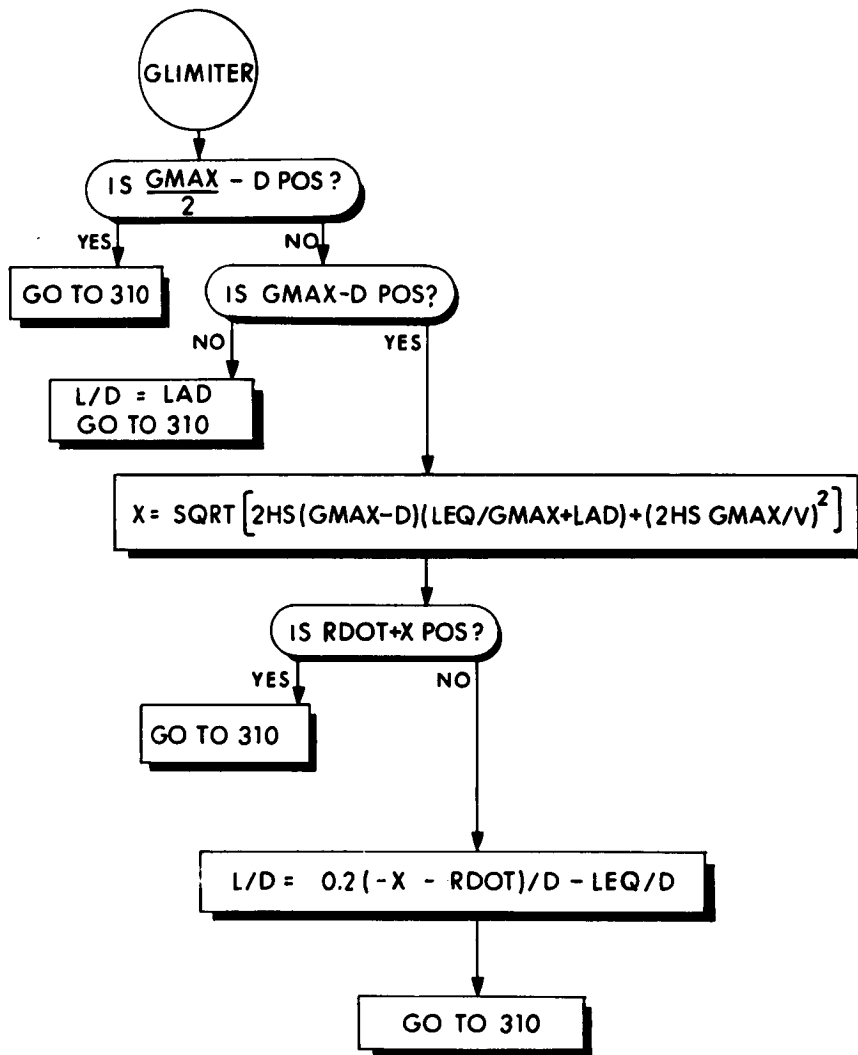 GLIMITER
IS GMAX/2 - D POS?
YES
NO
GO TO 310
IS GMAX-D POS?
NO
YES
L/D = LAD
GO TO 310
X = SQRT [2HS(GMAX-D)(LEQ/GMAX+LAD)+(2HS GMAX/V)²]
IS RDOT+X POS?
YES
NO
GO TO 310
L/D = 0.2(-X - RDOT)/D - LEQ/D
GO TO 310